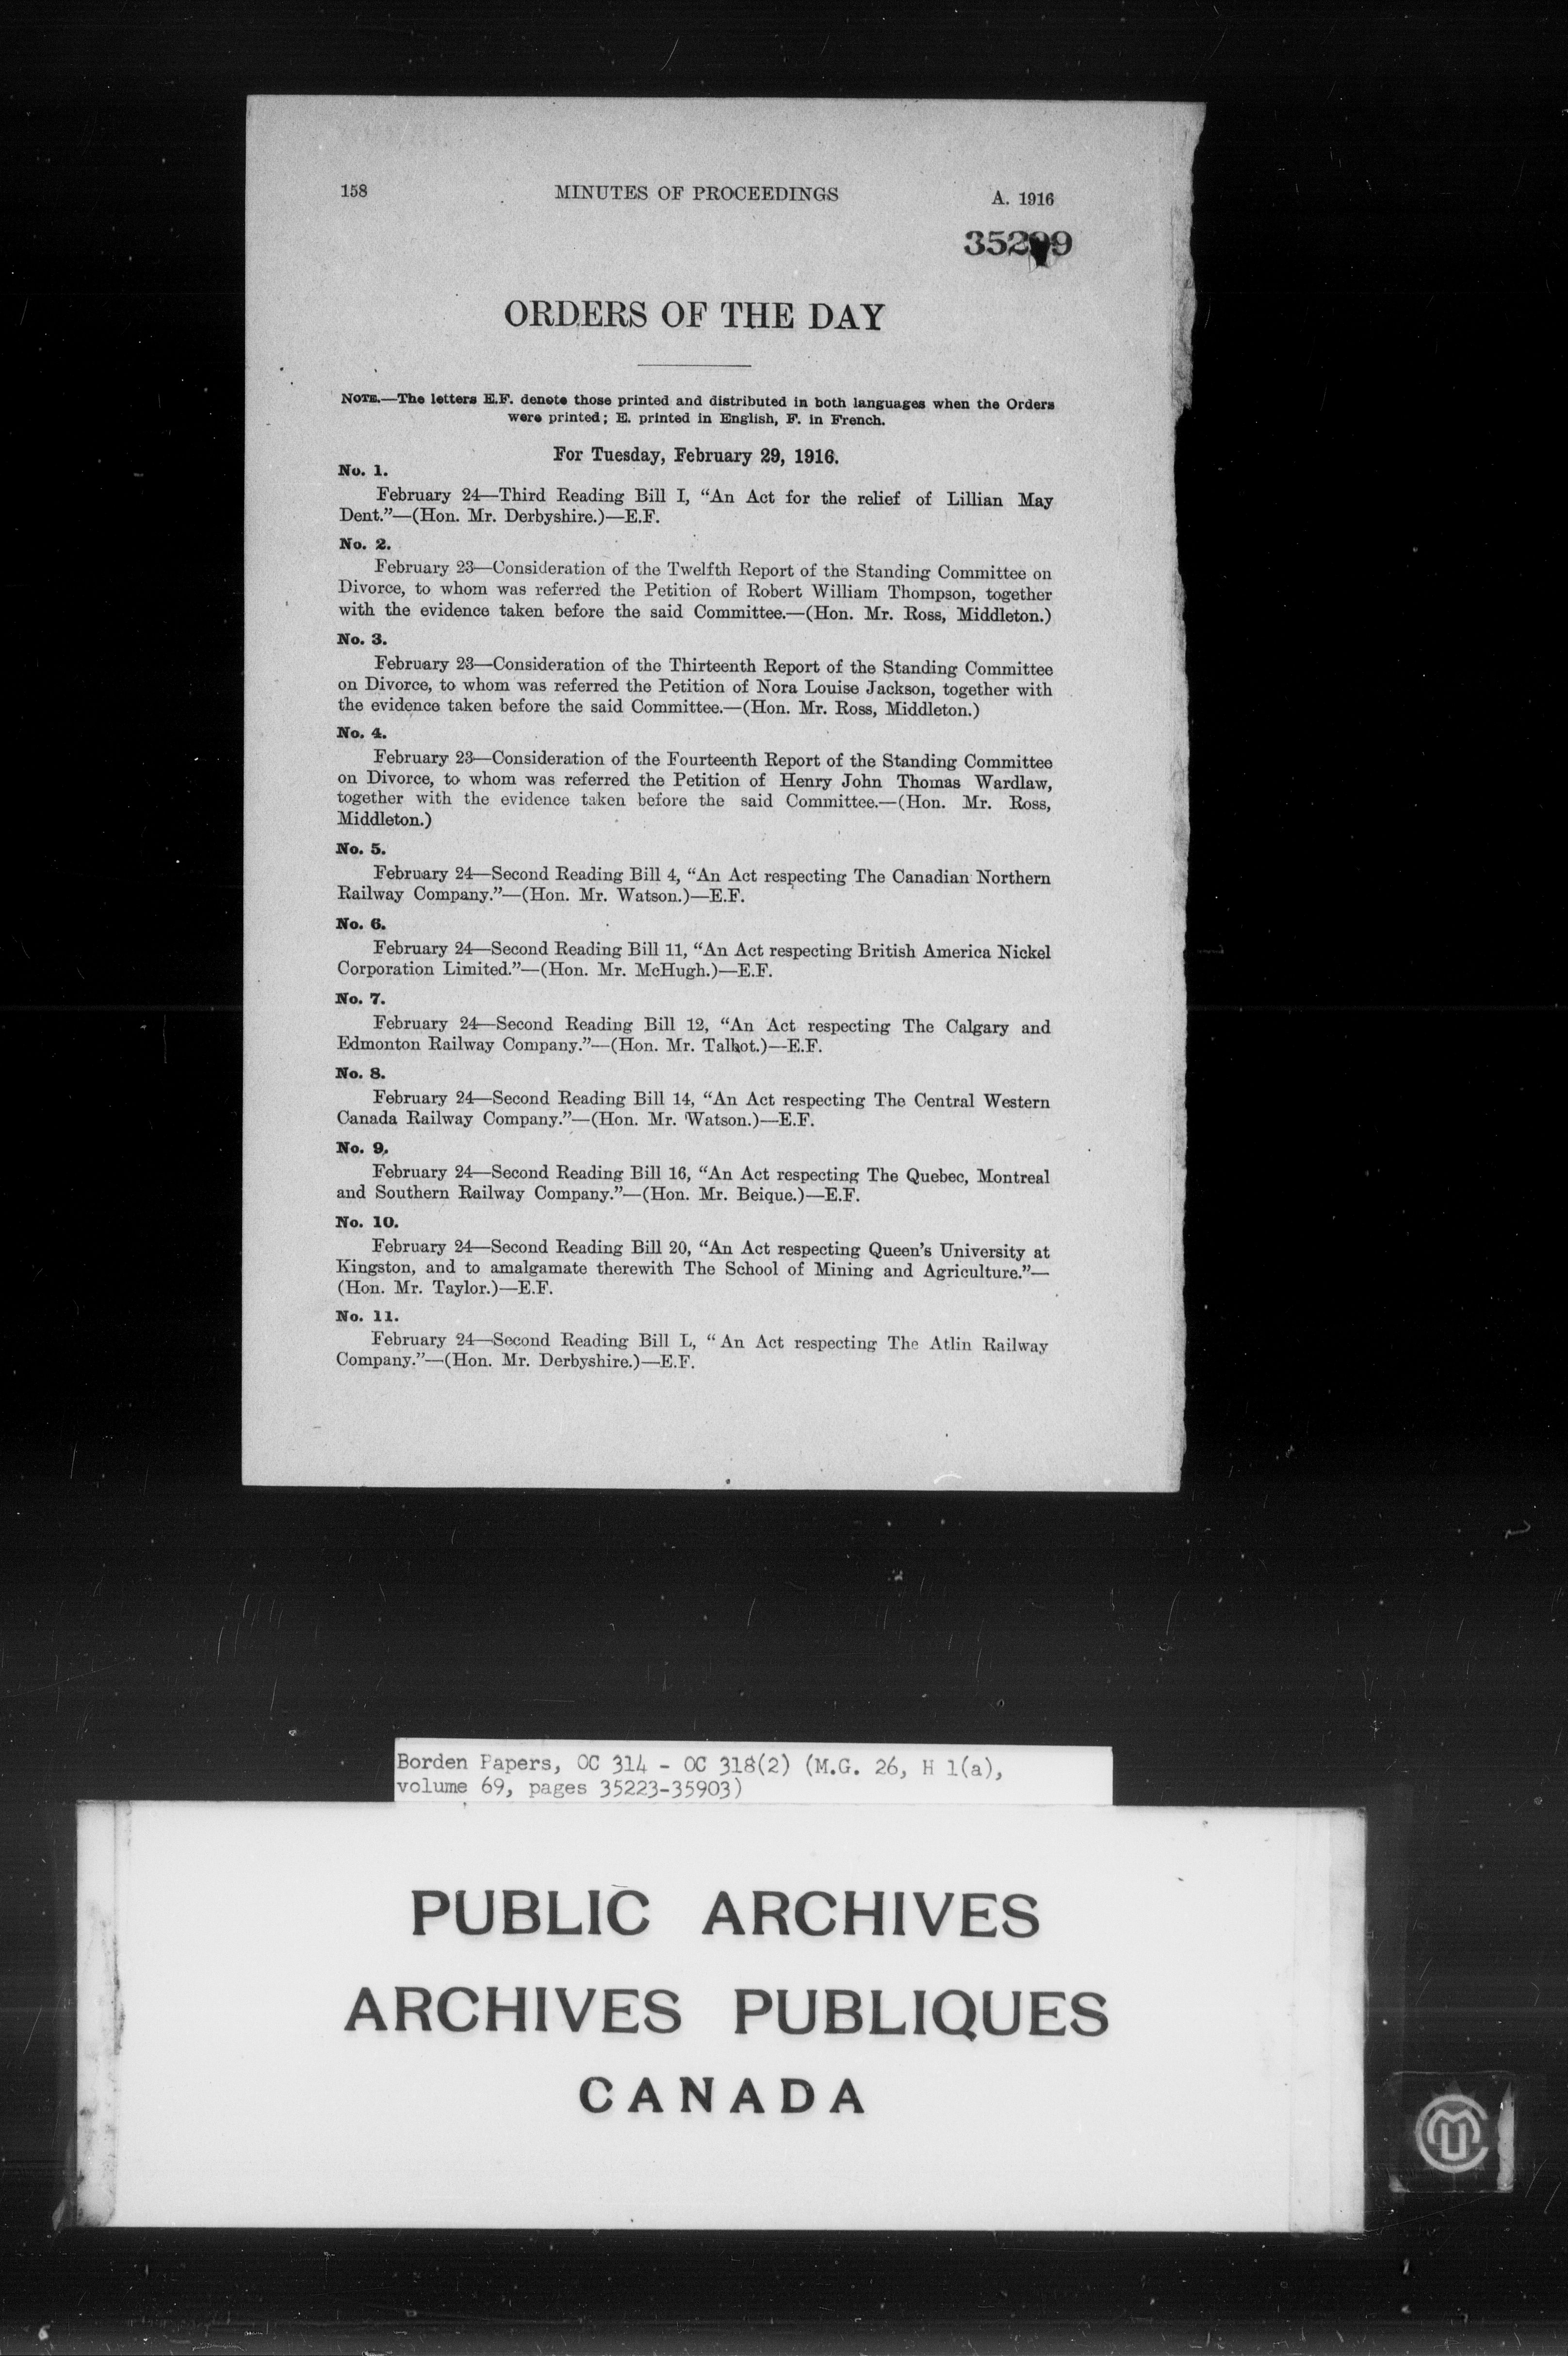 158 MINUTES OF PROCEEDINGS A. 1916
ORDERS OF THE DAY
NOTE.—The letters E.F. denote those printed and distributed in both languages when the Orders
were printed; E. printed in English, F. in French.
For Tuesday, February 29, 1916.
No. 1.
February 24—Third Reading Bill I, “An Act for the relief of Lillian May
Dent.”—(Hon. Mr. Derbyshire.)—E.F.
No. 2.
February 23—Consideration of the Twelfth Report of the Standing Committee on
Divorce, to whom was referred the Petition of Robert William Thompson, together
with the evidence taken before the said Committee.—(Hon. Mr. Ross, Middleton.)
No. 3.
February 23—Consideration of the Thirteenth Report of the Standing Committee
on Divorce, to whom was referred the Petition of Nora Louise Jackson, together with
the evidence taken before the said Committee.—(Hon. Mr. Ross, Middleton.)
No. 4.
February 23—Consideration of the Fourteenth Report of the Standing Committee
on Divorce, to whom was referred the Petition of Henry John Thomas Wardlaw,
together with the evidence taken before the said Committee.—(Hon. Mr. Ross,
Middleton.)
No. 5.
February 24—Second Reading Bill 4, “An Act respecting The Canadian Northern
Railway Company.”—(Hon. Mr. Watson.)—E.F.
No. 6.
February 24—Second Reading Bill 11, “An Act respecting British America Nickel
Corporation Limited.”—(Hon. Mr. McHugh.)—E.F.
No. 7.
February 24—Second Reading Bill 12, “An Act respecting The Calgary and
Edmonton Railway Company.”—(Hon. Mr. Talbot.)—E.F.
No. 8.
February 24—Second Reading Bill 14, “An Act respecting The Central Western
Canada Railway Company.”—(Hon. Mr. Watson.)—E.F.
No. 9.
February 24—Second Reading Bill 16, “An Act respecting The Quebec, Montreal
and Southern Railway Company.”—(Hon. Mr. Beique.)—E.F.
No. 10.
February 24—Second Reading Bill 20, “An Act respecting Queen’s University at
Kingston, and to amalgamate therewith The School of Mining and Agriculture.”—
(Hon. Mr. Taylor.)—E.F.
No. 11.
February 24—Second Reading Bill L, “An Act respecting The Atlin Railway
Company.”—(Hon. Mr. Derbyshire.)—E.F.
Borden Papers, OC 314 - OC 318(2) (M.G. 26, H 1(a),
volume 69, pages 35223-35903)
PUBLIC ARCHIVES
ARCHIVES PUBLIQUES
CANADA